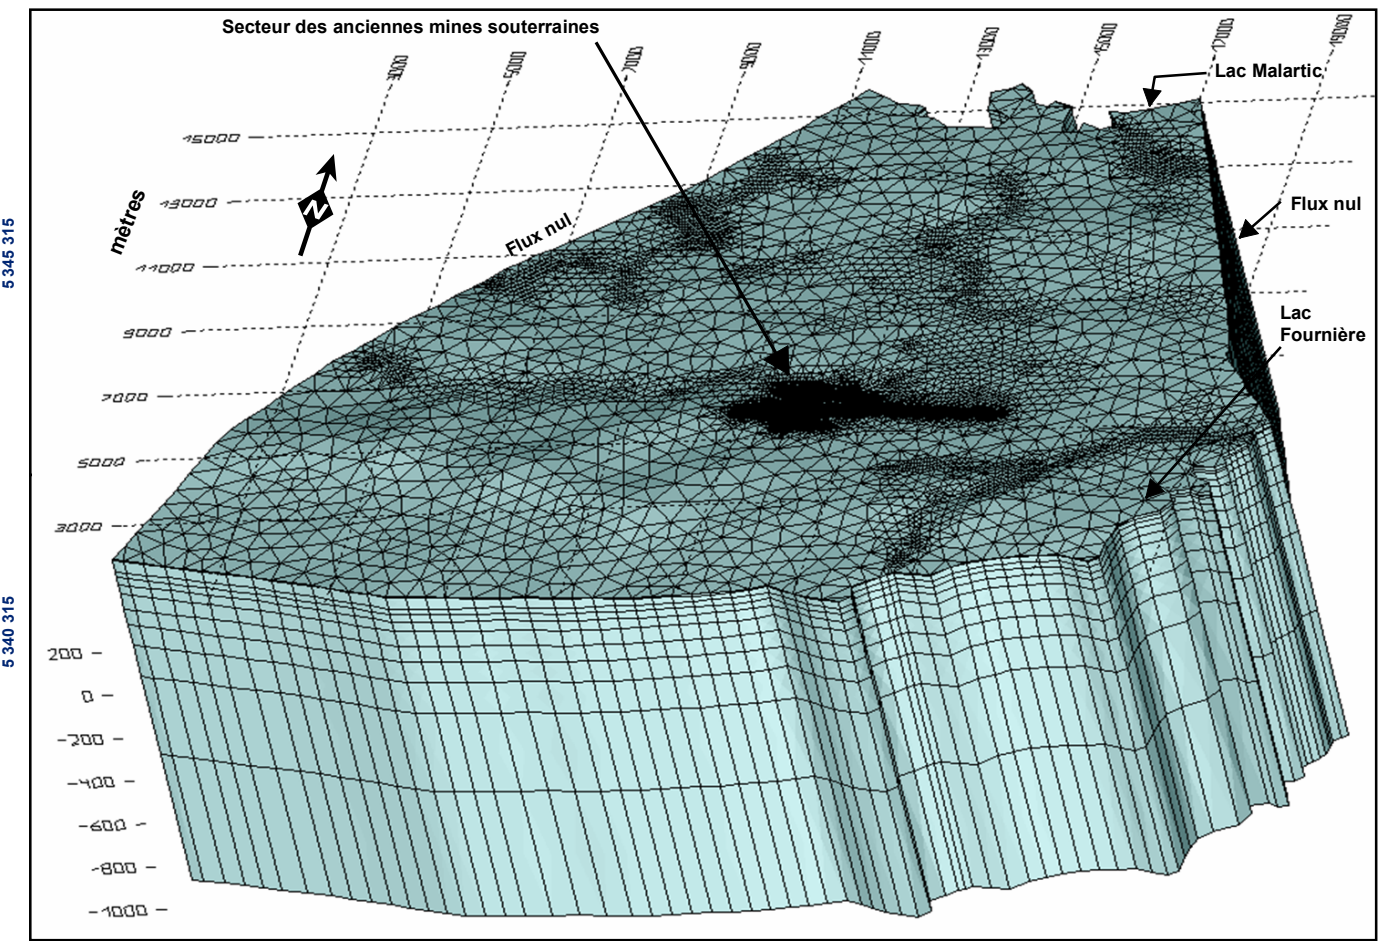 Secteur des anciennes mines souterraines
3000
5000
7000
9000
11000
13000
15000
17000
19000
Lac Malartic
15000
13000
11000
9000
7000
5000
3000
mètres
N
Flux nul
Flux nul
Lac
Fournière
5 345 315
5 340 315
200
0
-200
-400
-600
-800
-1000